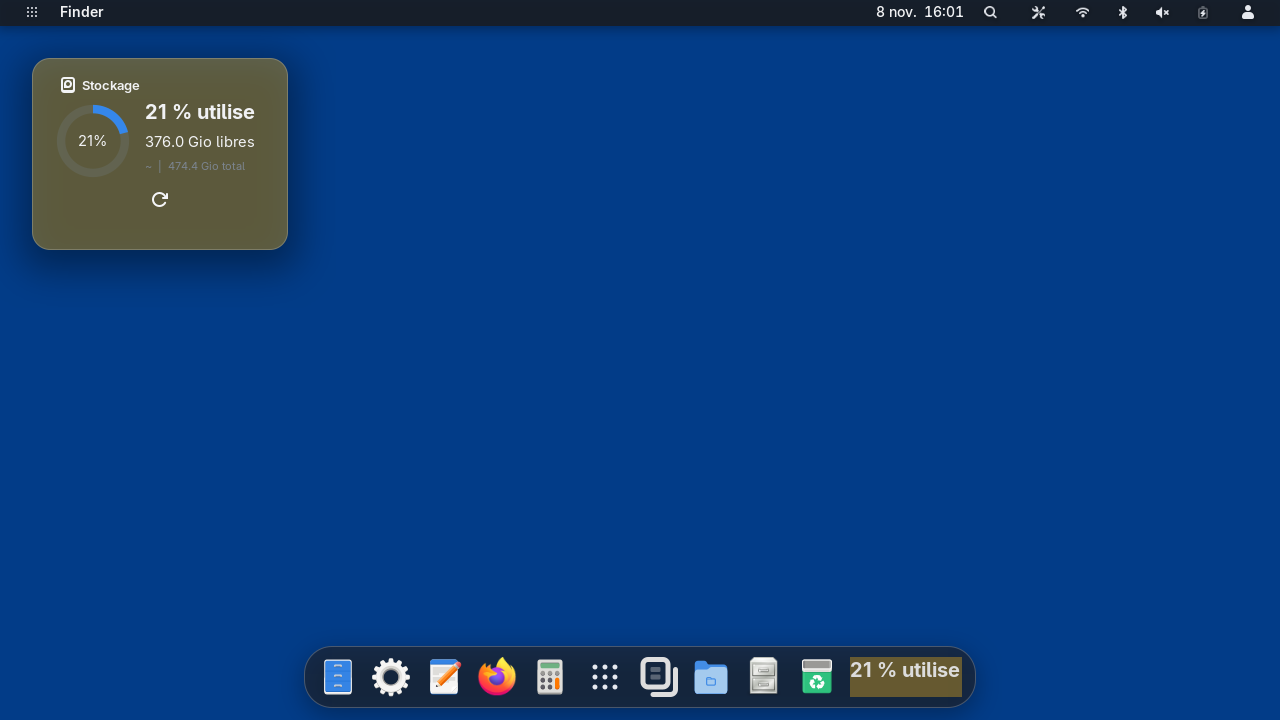 Finder
8 nov. 16:01
Stockage
21%
21 % utilise
376.0 Gio libres
~ | 474.4 Gio total
21 % utilise